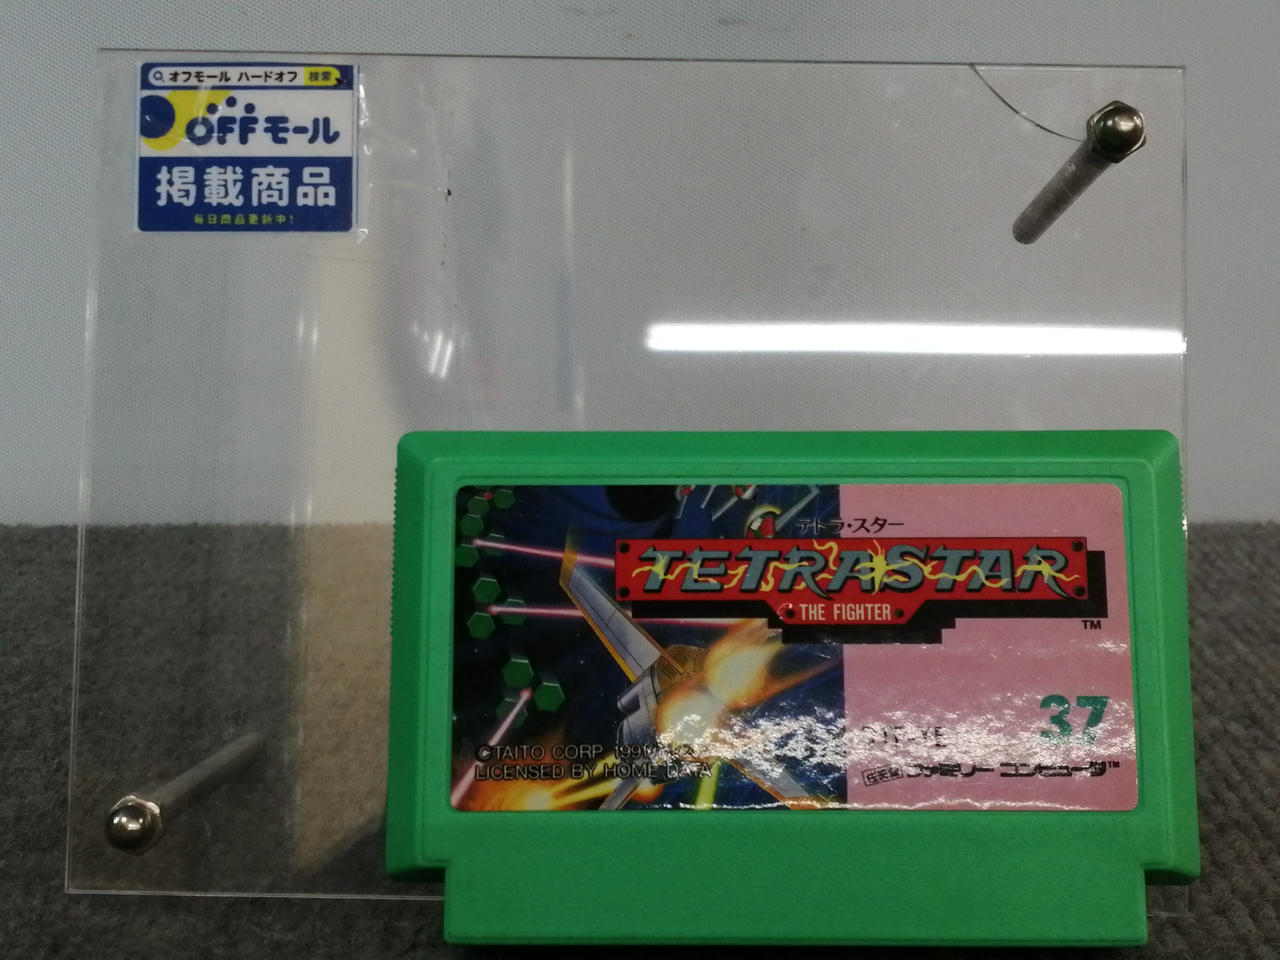 オフモール ハードオフ 検索
OFFモール
掲載商品
毎日商品更新中!
テトラ・スター
TETRASTAR
THE FIGHTER
TM
37
©TAITO CORP 1991
LICENSED BY HOME DATA
ファミリーコンピュータ™